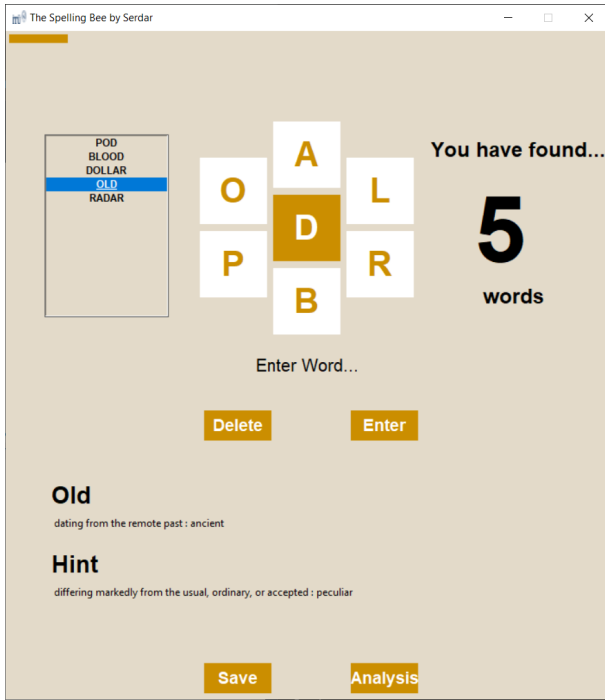 The Spelling Bee by Serdar
POD
BLOOD
DOLLAR
OLD
RADAR
A
O
L
D
P
R
B
You have found...
5
words
Enter Word...
Delete
Enter
Old
dating from the remote past : ancient
Hint
differing markedly from the usual, ordinary, or accepted : peculiar
Save
Analysis